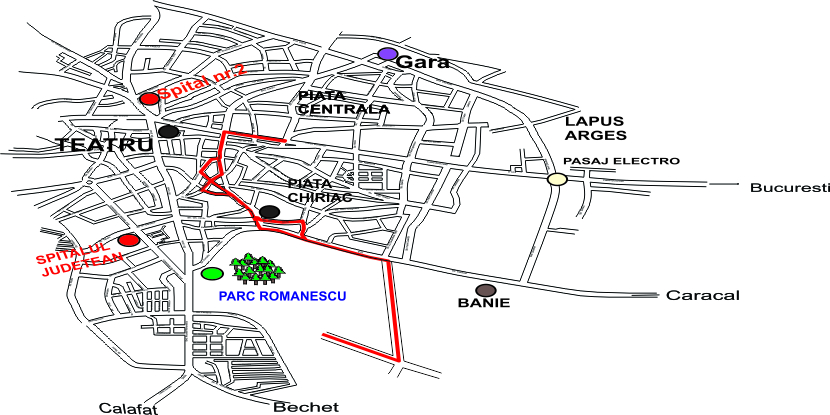 Gara
Spital nr.2
PIATA
CENTRALA
LAPUS
ARGES
TEATRU
PASAJ ELECTRO
PIATA
CHIRIAC
Bucuresti
SPITALUL
JUDETEAN
PARC ROMANESCU
BANIE
Caracal
Calafat
Bechet